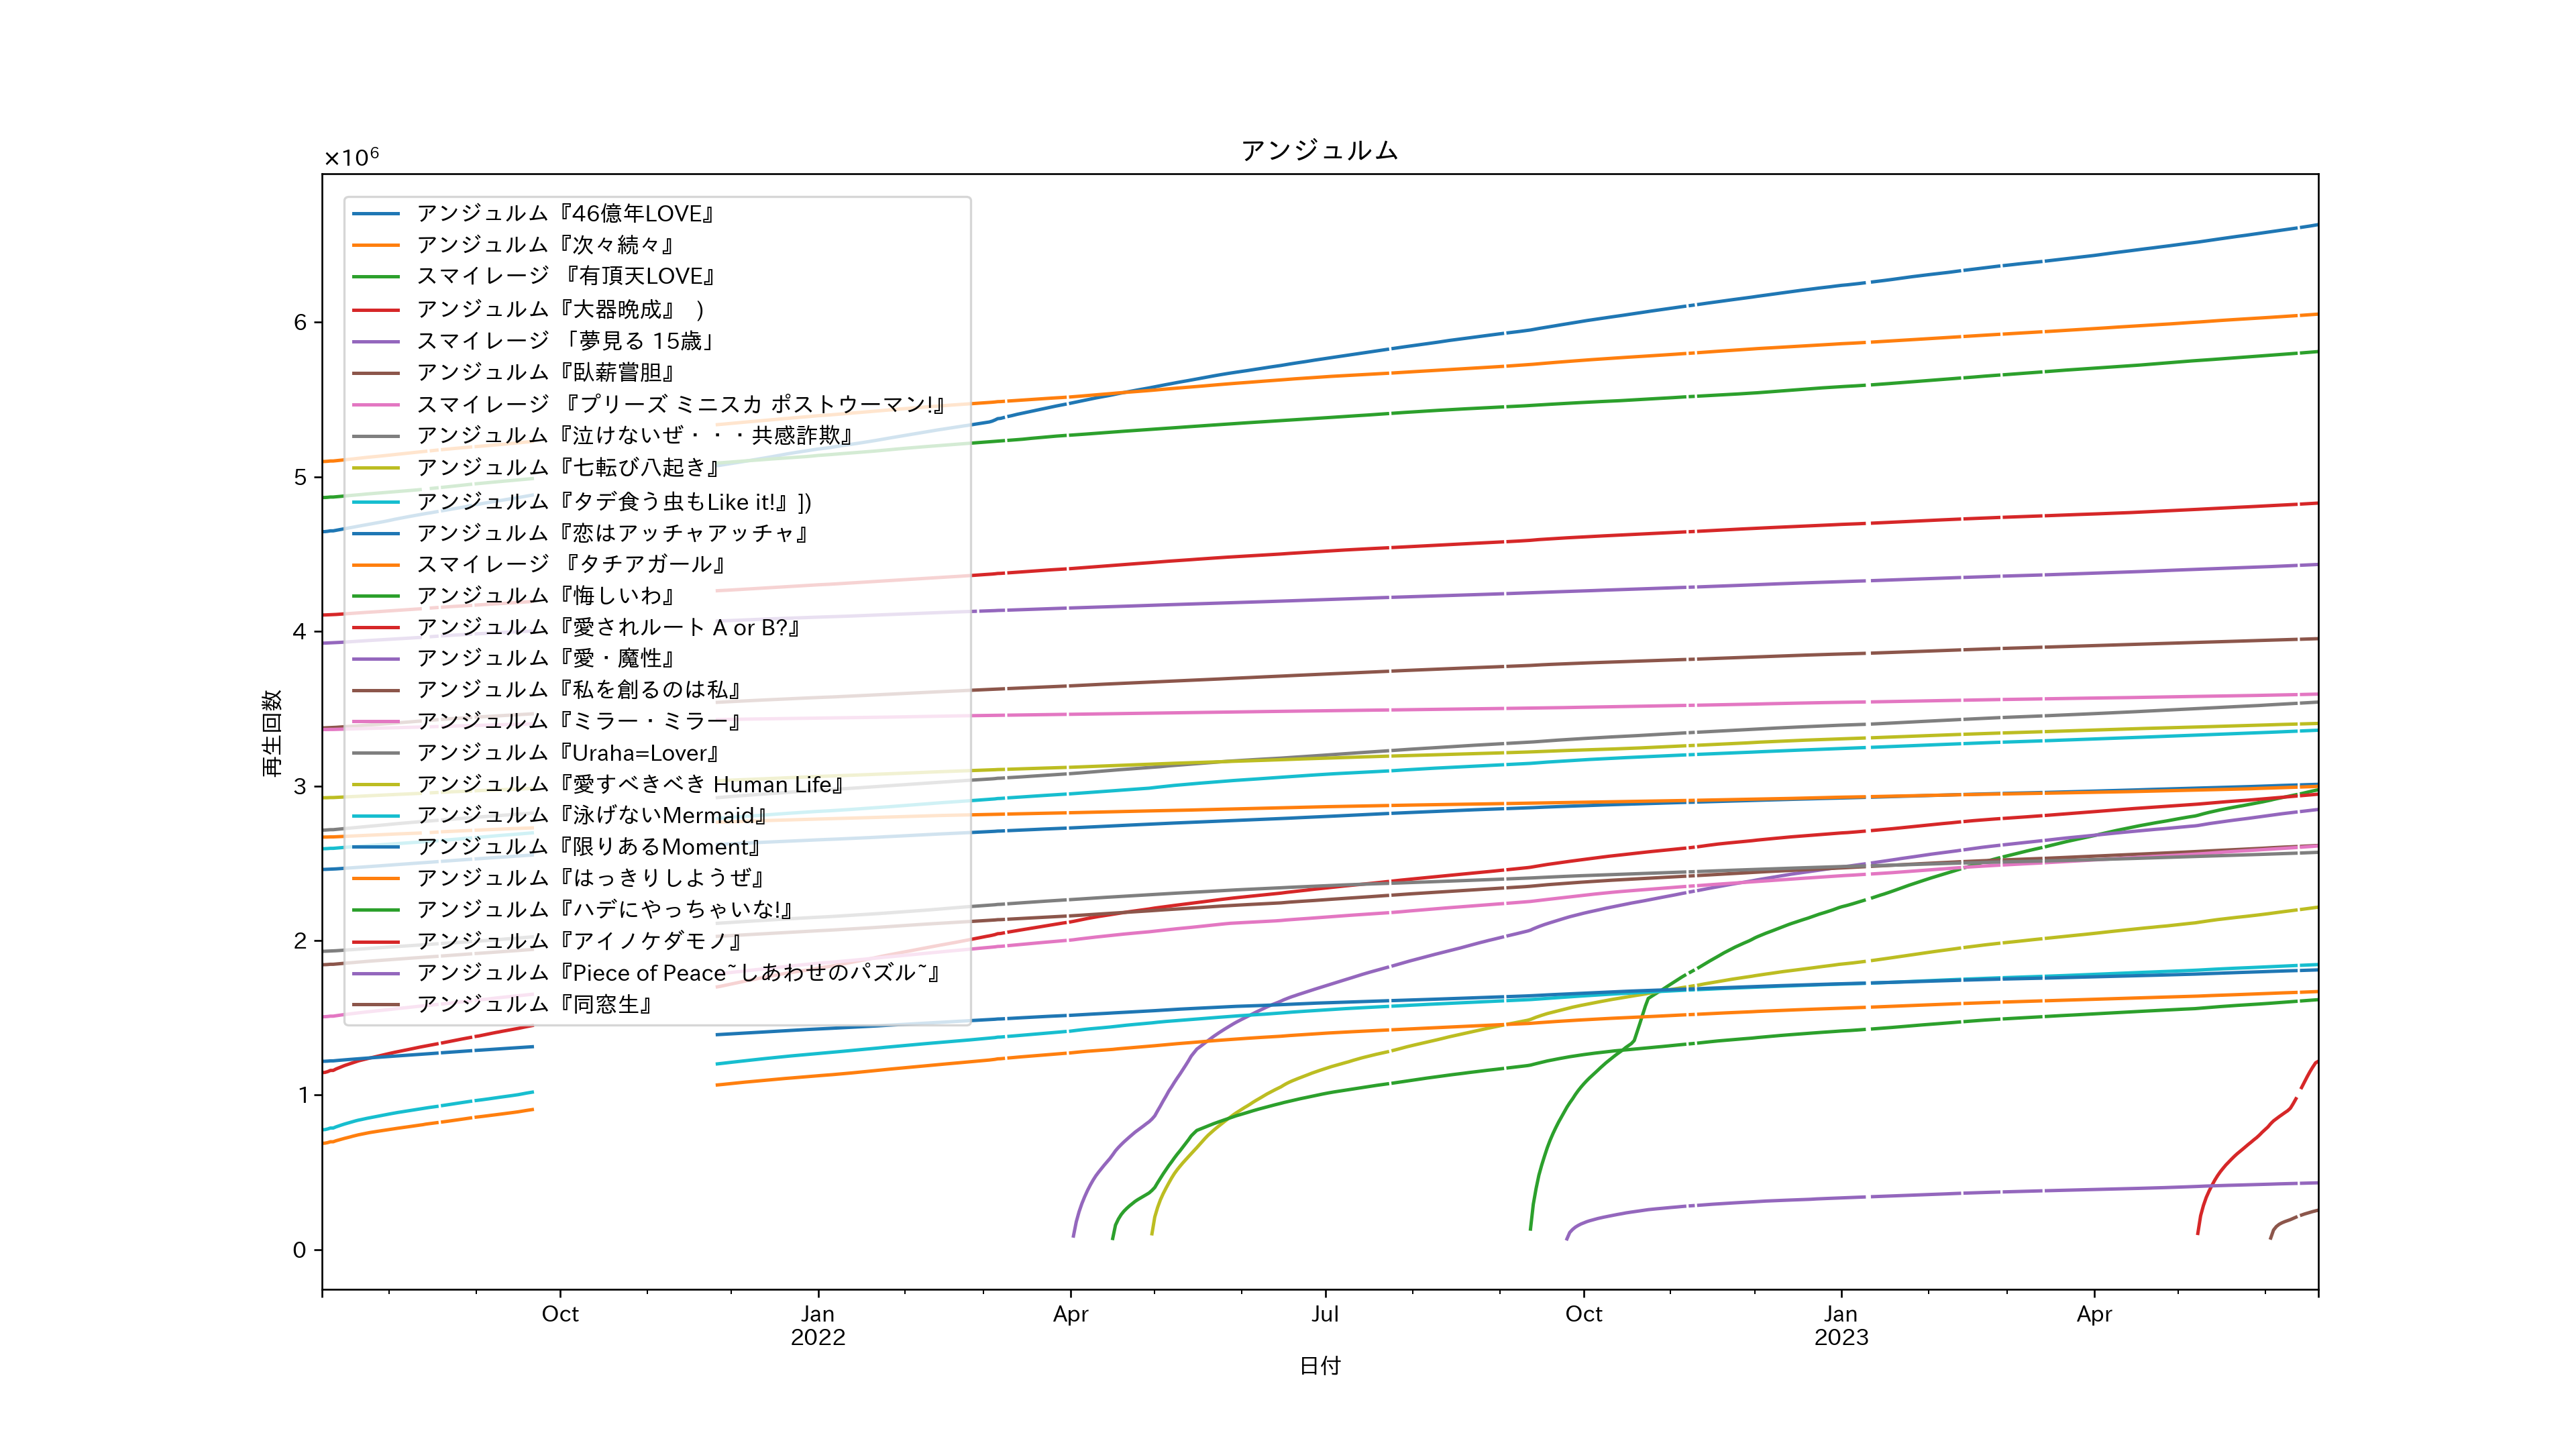 アンジュルム
×10⁶
アンジュルム『46億年LOVE』
アンジュルム『次々続々』
スマイレージ 『有頂天LOVE』
アンジュルム『大器晩成』 )
スマイレージ 「夢見る 15歳」
アンジュルム『臥薪嘗胆』
スマイレージ 『プリーズ ミニスカ ポストウーマン!』
アンジュルム『泣けないぜ・・・共感詐欺』
アンジュルム『七転び八起き』
アンジュルム『タデ食う虫もLike it!』])
アンジュルム『恋はアッチャアッチャ』
スマイレージ 『タチアガール』
アンジュルム『悔しいわ』
アンジュルム『愛されルート A or B?』
アンジュルム『愛・魔性』
アンジュルム『私を創るのは私』
アンジュルム『ミラー・ミラー』
アンジュルム『Uraha=Lover』
アンジュルム『愛すべきべき Human Life』
アンジュルム『泳げないMermaid』
アンジュルム『限りあるMoment』
アンジュルム『はっきりしようぜ』
アンジュルム『ハデにやっちゃいな!』
アンジュルム『アイノケダモノ』
アンジュルム『Piece of Peace~しあわせのパズル~』
アンジュルム『同窓生』
6
5
4
3
2
1
0
再生回数
Oct
Jan
2022
Apr
Jul
Oct
Jan
2023
Apr
日付